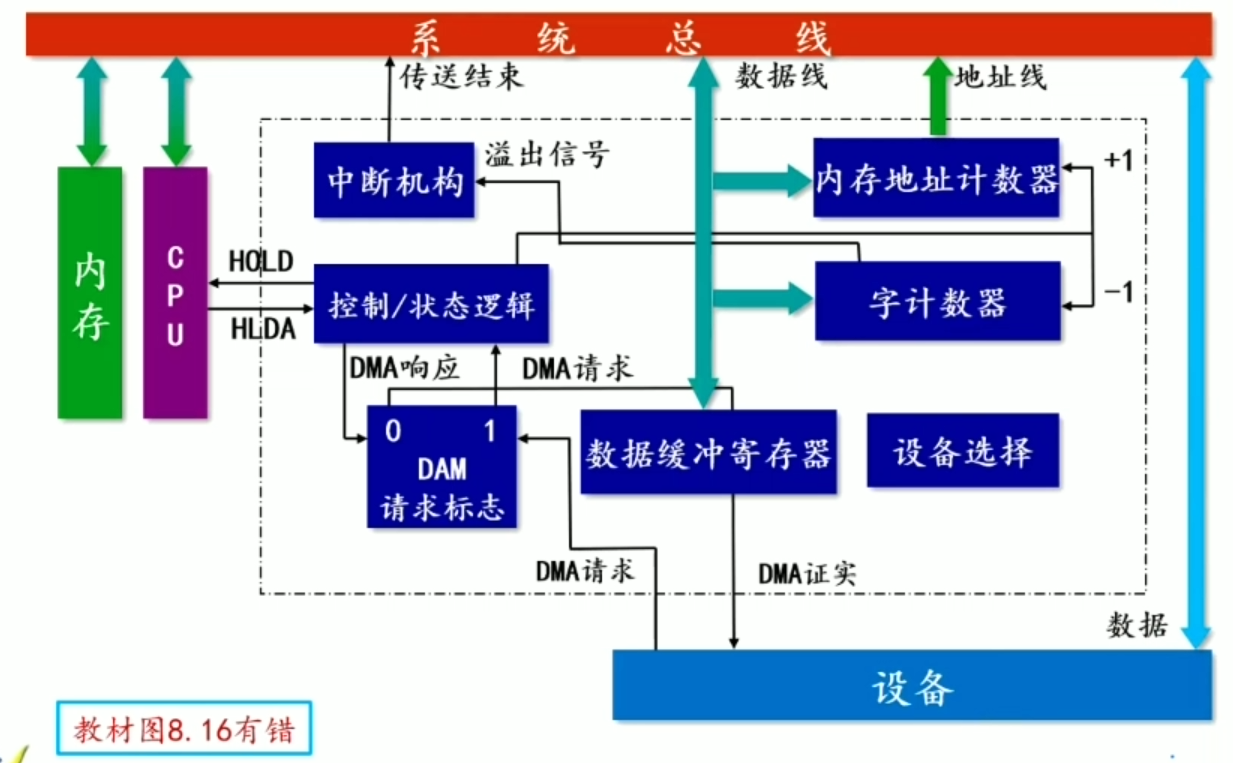 系统总线
传送结束
数据线
地址线
中断机构
溢出信号
内存地址计数器
+1
内存
CPU
HOLD
HLDA
控制/状态逻辑
字计数器
-1
DMA响应
DMA请求
0
1
DAM
请求标志
数据缓冲寄存器
设备选择
DMA请求
DMA证实
数据
设备
教材图8.16有错